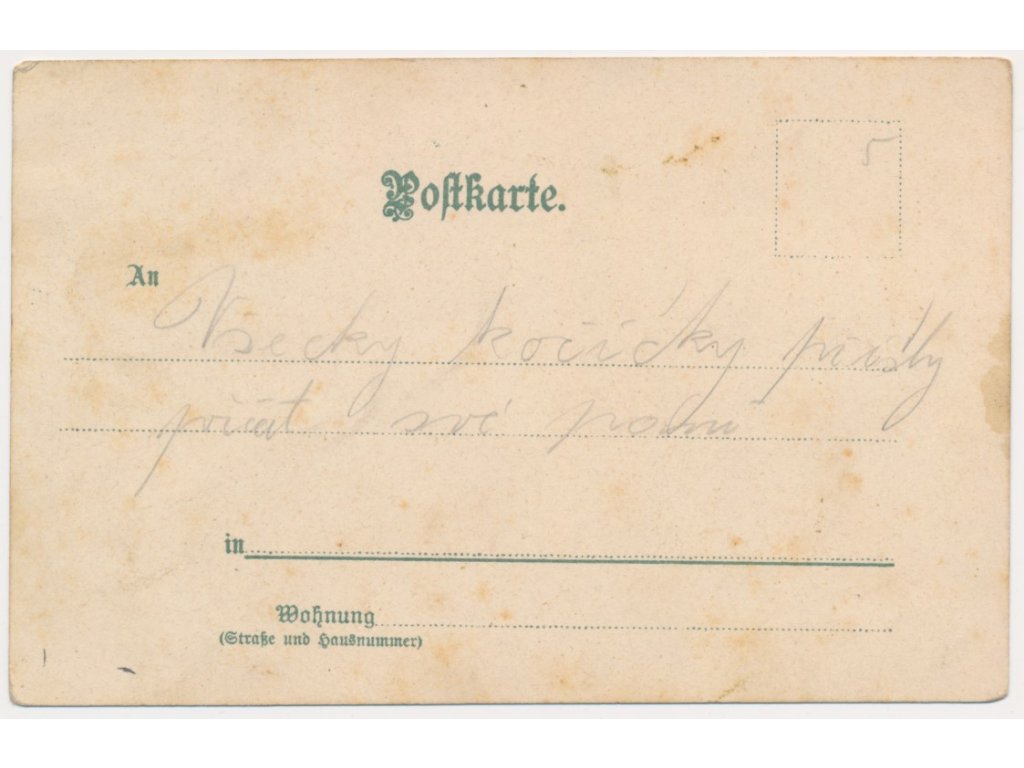 Postkarte.
5
An
Všecky kočičky přišly
přát své paní
in
Wohnung
(Straße und Hausnummer)